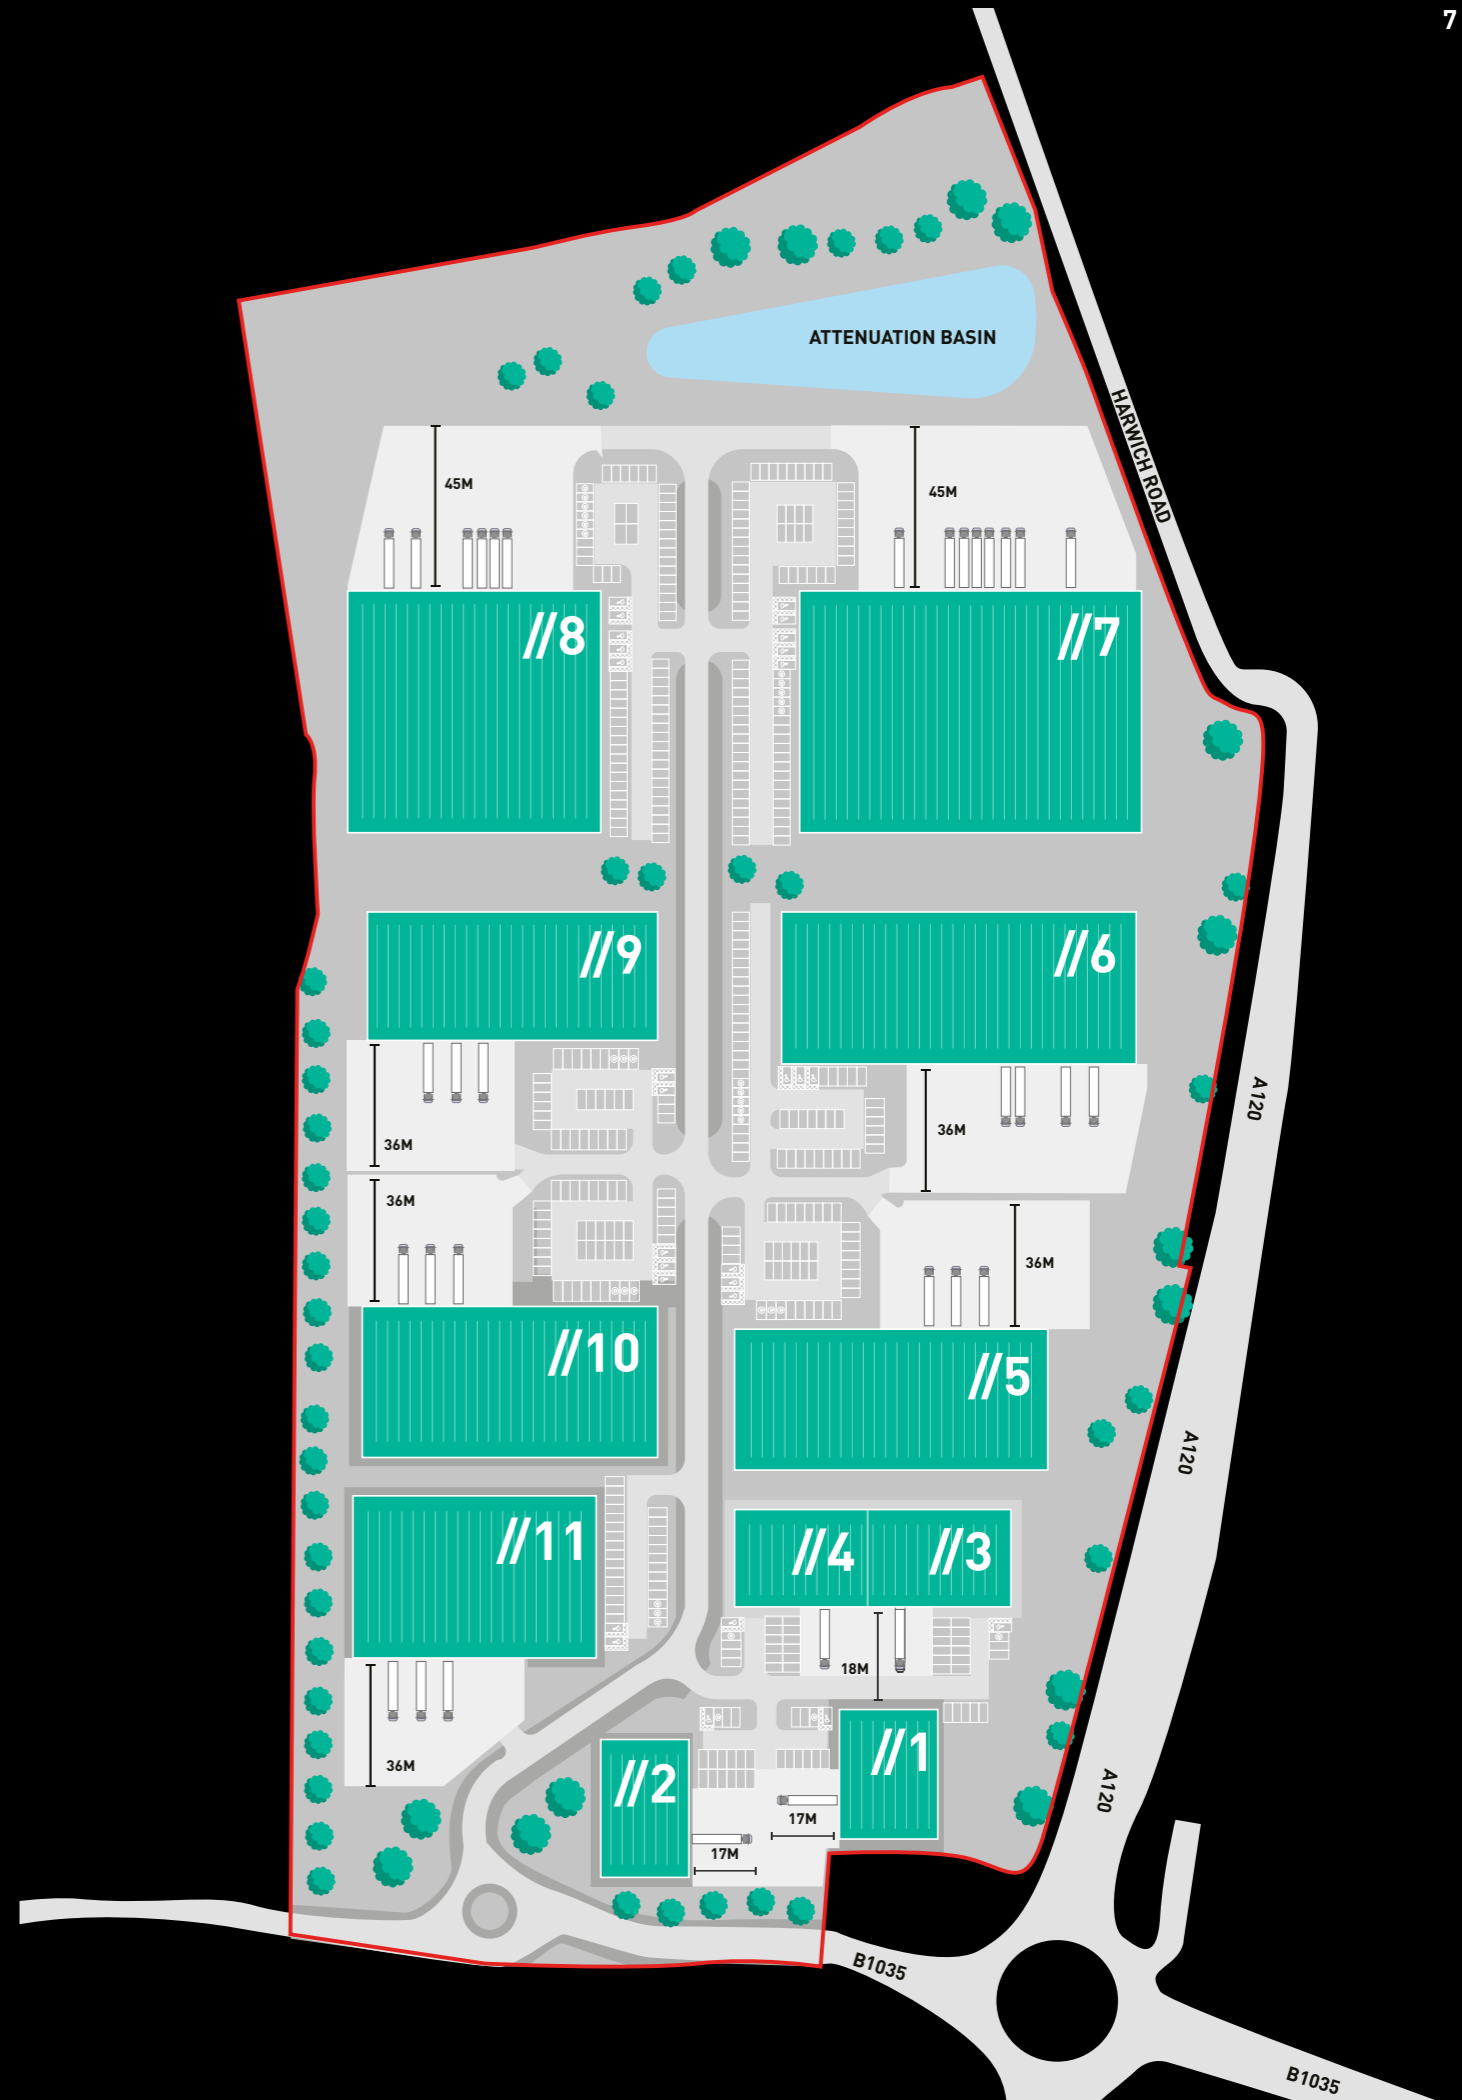 7
ATTENUATION BASIN
HARWICH ROAD
45M
45M
//8
//7
//9
//6
A120
36M
36M
36M
36M
//10
//5
A120
//11
//4
//3
18M
36M
//1
//2
A120
17M
17M
B1035
B1035